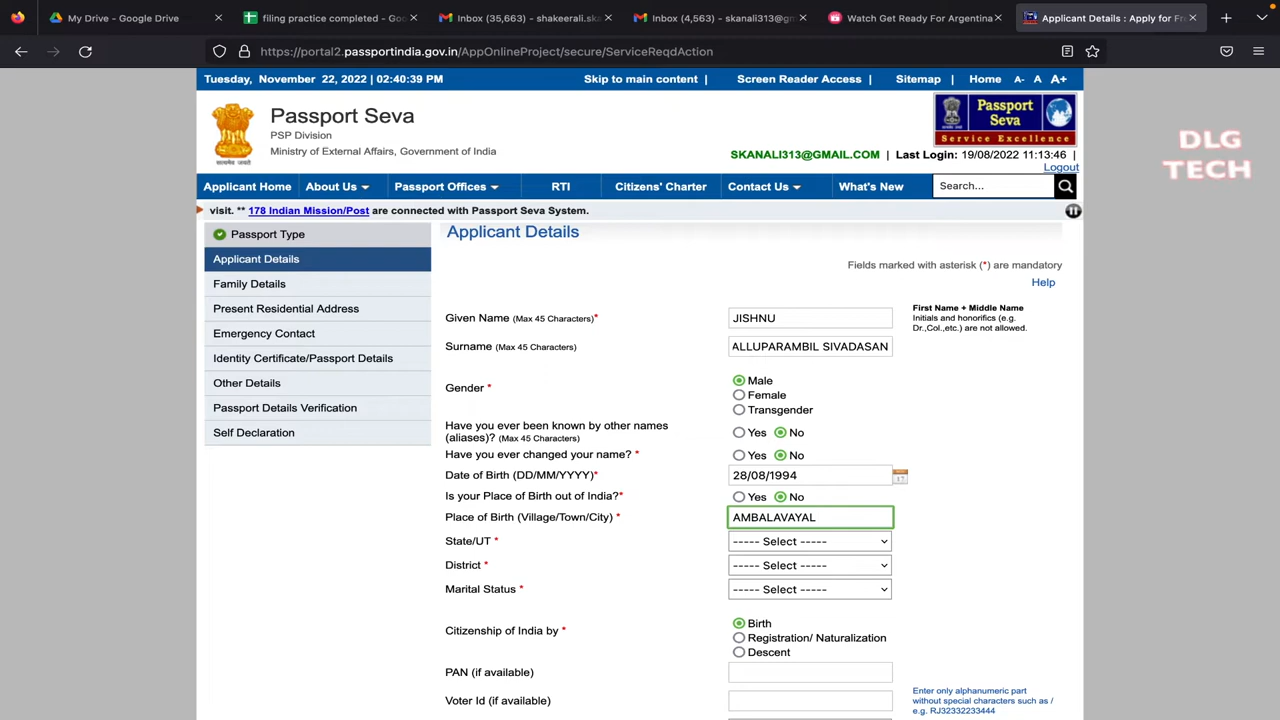 My Drive - Google Drive
filing practice completed - Go
Inbox (35,663) - shakeerali.sk
Inbox (4,563) - skanali313@gm
Watch Get Ready For Argentina
Applicant Details : Apply for Fr
https://portal2.passportindia.gov.in/AppOnlineProject/secure/ServiceReqdAction
Tuesday, November 22, 2022 | 02:40:39 PM
Skip to main content |
Screen Reader Access |
Sitemap |
Home
A-
A
A+
Passport Seva
PSP Division
Ministry of External Affairs, Government of India
Passport
Seva
Service Excellence
DLG
TECH
SKANALI313@GMAIL.COM | Last Login: 19/08/2022 11:13:46 |
Logout
Applicant Home
About Us
Passport Offices
RTI
Citizens' Charter
Contact Us
What's New
Search...
visit. ** 178 Indian Mission/Post are connected with Passport Seva System.
Passport Type
Applicant Details
Family Details
Present Residential Address
Emergency Contact
Identity Certificate/Passport Details
Other Details
Passport Details Verification
Self Declaration
Applicant Details
Fields marked with asterisk (*) are mandatory
Help
Given Name (Max 45 Characters)*
JISHNU
First Name + Middle Name
Initials and honorifics (e.g.
Dr.,Col.,etc.) are not allowed.
Surname (Max 45 Characters)
ALLUPARAMBIL SIVADASAN
Gender *
Male
Female
Transgender
Have you ever been known by other names
(aliases)? (Max 45 Characters)
Yes
No
Have you ever changed your name? *
Yes
No
Date of Birth (DD/MM/YYYY)*
28/08/1994
Is your Place of Birth out of India?*
Yes
No
Place of Birth (Village/Town/City) *
AMBALAVAYAL
State/UT *
----- Select -----
District *
----- Select -----
Marital Status *
----- Select -----
Citizenship of India by *
Birth
Registration/ Naturalization
Descent
PAN (if available)
Voter Id (if available)
Enter only alphanumeric part
without special characters such as /
e.g. RJ32332233444